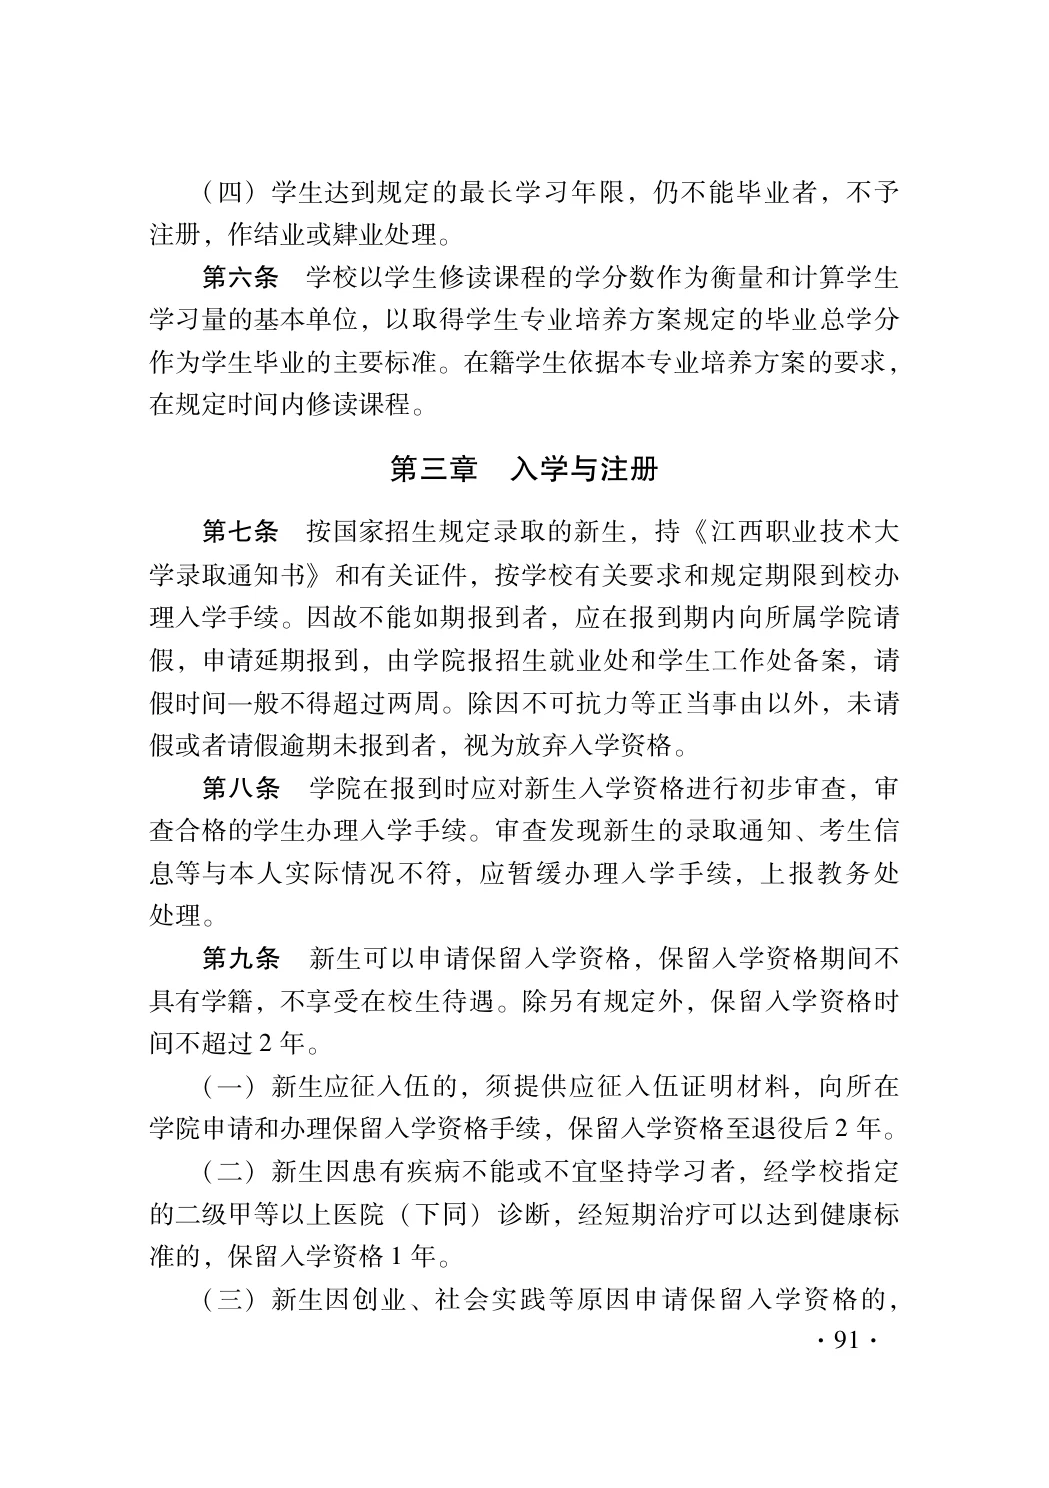 （四）学生达到规定的最长学习年限，仍不能毕业者，不予
注册，作结业或肄业处理。
第六条　学校以学生修读课程的学分数作为衡量和计算学生
学习量的基本单位，以取得学生专业培养方案规定的毕业总学分
作为学生毕业的主要标准。在籍学生依据本专业培养方案的要求，
在规定时间内修读课程。
第三章　入学与注册
第七条　按国家招生规定录取的新生，持《江西职业技术大
学录取通知书》和有关证件，按学校有关要求和规定期限到校办
理入学手续。因故不能如期报到者，应在报到期内向所属学院请
假，申请延期报到，由学院报招生就业处和学生工作处备案，请
假时间一般不得超过两周。除因不可抗力等正当事由以外，未请
假或者请假逾期未报到者，视为放弃入学资格。
第八条　学院在报到时应对新生入学资格进行初步审查，审
查合格的学生办理入学手续。审查发现新生的录取通知、考生信
息等与本人实际情况不符，应暂缓办理入学手续，上报教务处
处理。
第九条　新生可以申请保留入学资格，保留入学资格期间不
具有学籍，不享受在校生待遇。除另有规定外，保留入学资格时
间不超过 2 年。
（一）新生应征入伍的，须提供应征入伍证明材料，向所在
学院申请和办理保留入学资格手续，保留入学资格至退役后 2 年。
（二）新生因患有疾病不能或不宜坚持学习者，经学校指定
的二级甲等以上医院（下同）诊断，经短期治疗可以达到健康标
准的，保留入学资格 1 年。
（三）新生因创业、社会实践等原因申请保留入学资格的，
· 91 ·